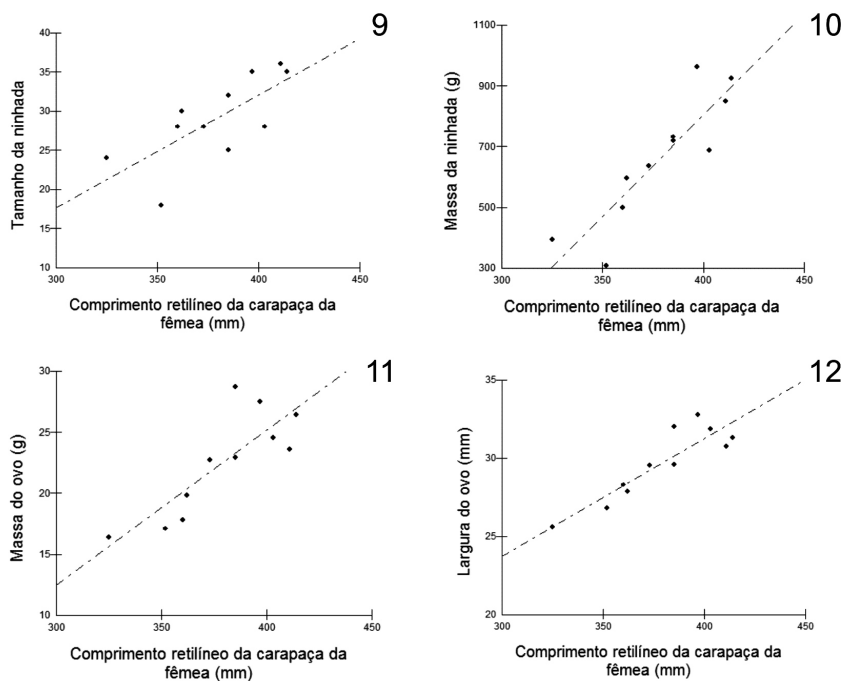 9
Tamanho da ninhada
40
35
30
25
20
15
10
300 350 400 450
Comprimento retilíneo da carapaça da
fêmea (mm)
10
Massa da ninhada (g)
1100
900
700
500
300
300 350 400 450
Comprimento retilíneo da carapaça da
fêmea (mm)
11
Massa do ovo (g)
30
25
20
15
10
300 350 400 450
Comprimento retilíneo da carapaça da
fêmea (mm)
12
Largura do ovo (mm)
35
30
25
20
300 350 400 450
Comprimento retilíneo da carapaça da
fêmea (mm)